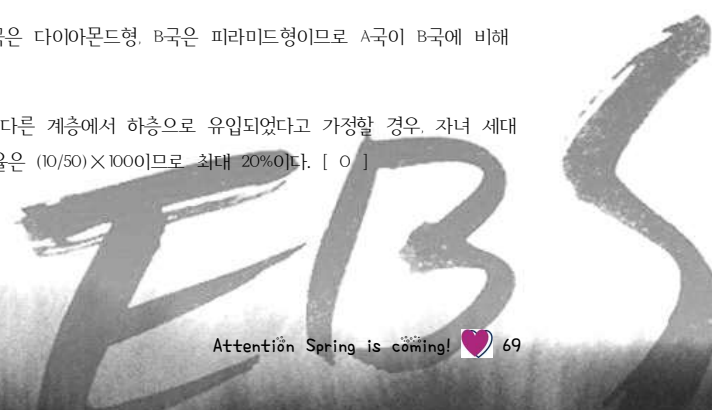 국은 다이아몬드형, B국은 피라미드형이므로 A국이 B국에 비해
다른 계층에서 하층으로 유입되었다고 가정할 경우, 자녀 세대
율은 (10/50)×100이므로 최대 20%이다. [ O ]
EBS
Attention Spring is coming! 69